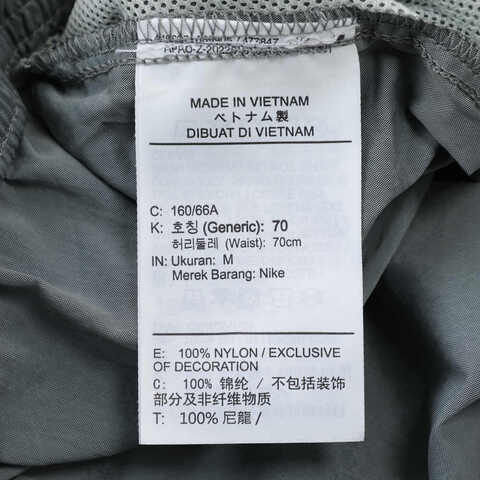 MADE IN VIETNAM
ベトナム製
DIBUAT DI VIETNAM
C: 160/66A
K: 호칭 (Generic): 70
허리둘레 (Waist): 70cm
IN: Ukuran: M
Merek Barang: Nike
E: 100% NYLON / EXCLUSIVE
OF DECORATION
C: 100% 锦纶 / 不包括装饰
部分及非纤维物质
T: 100% 尼龍 /